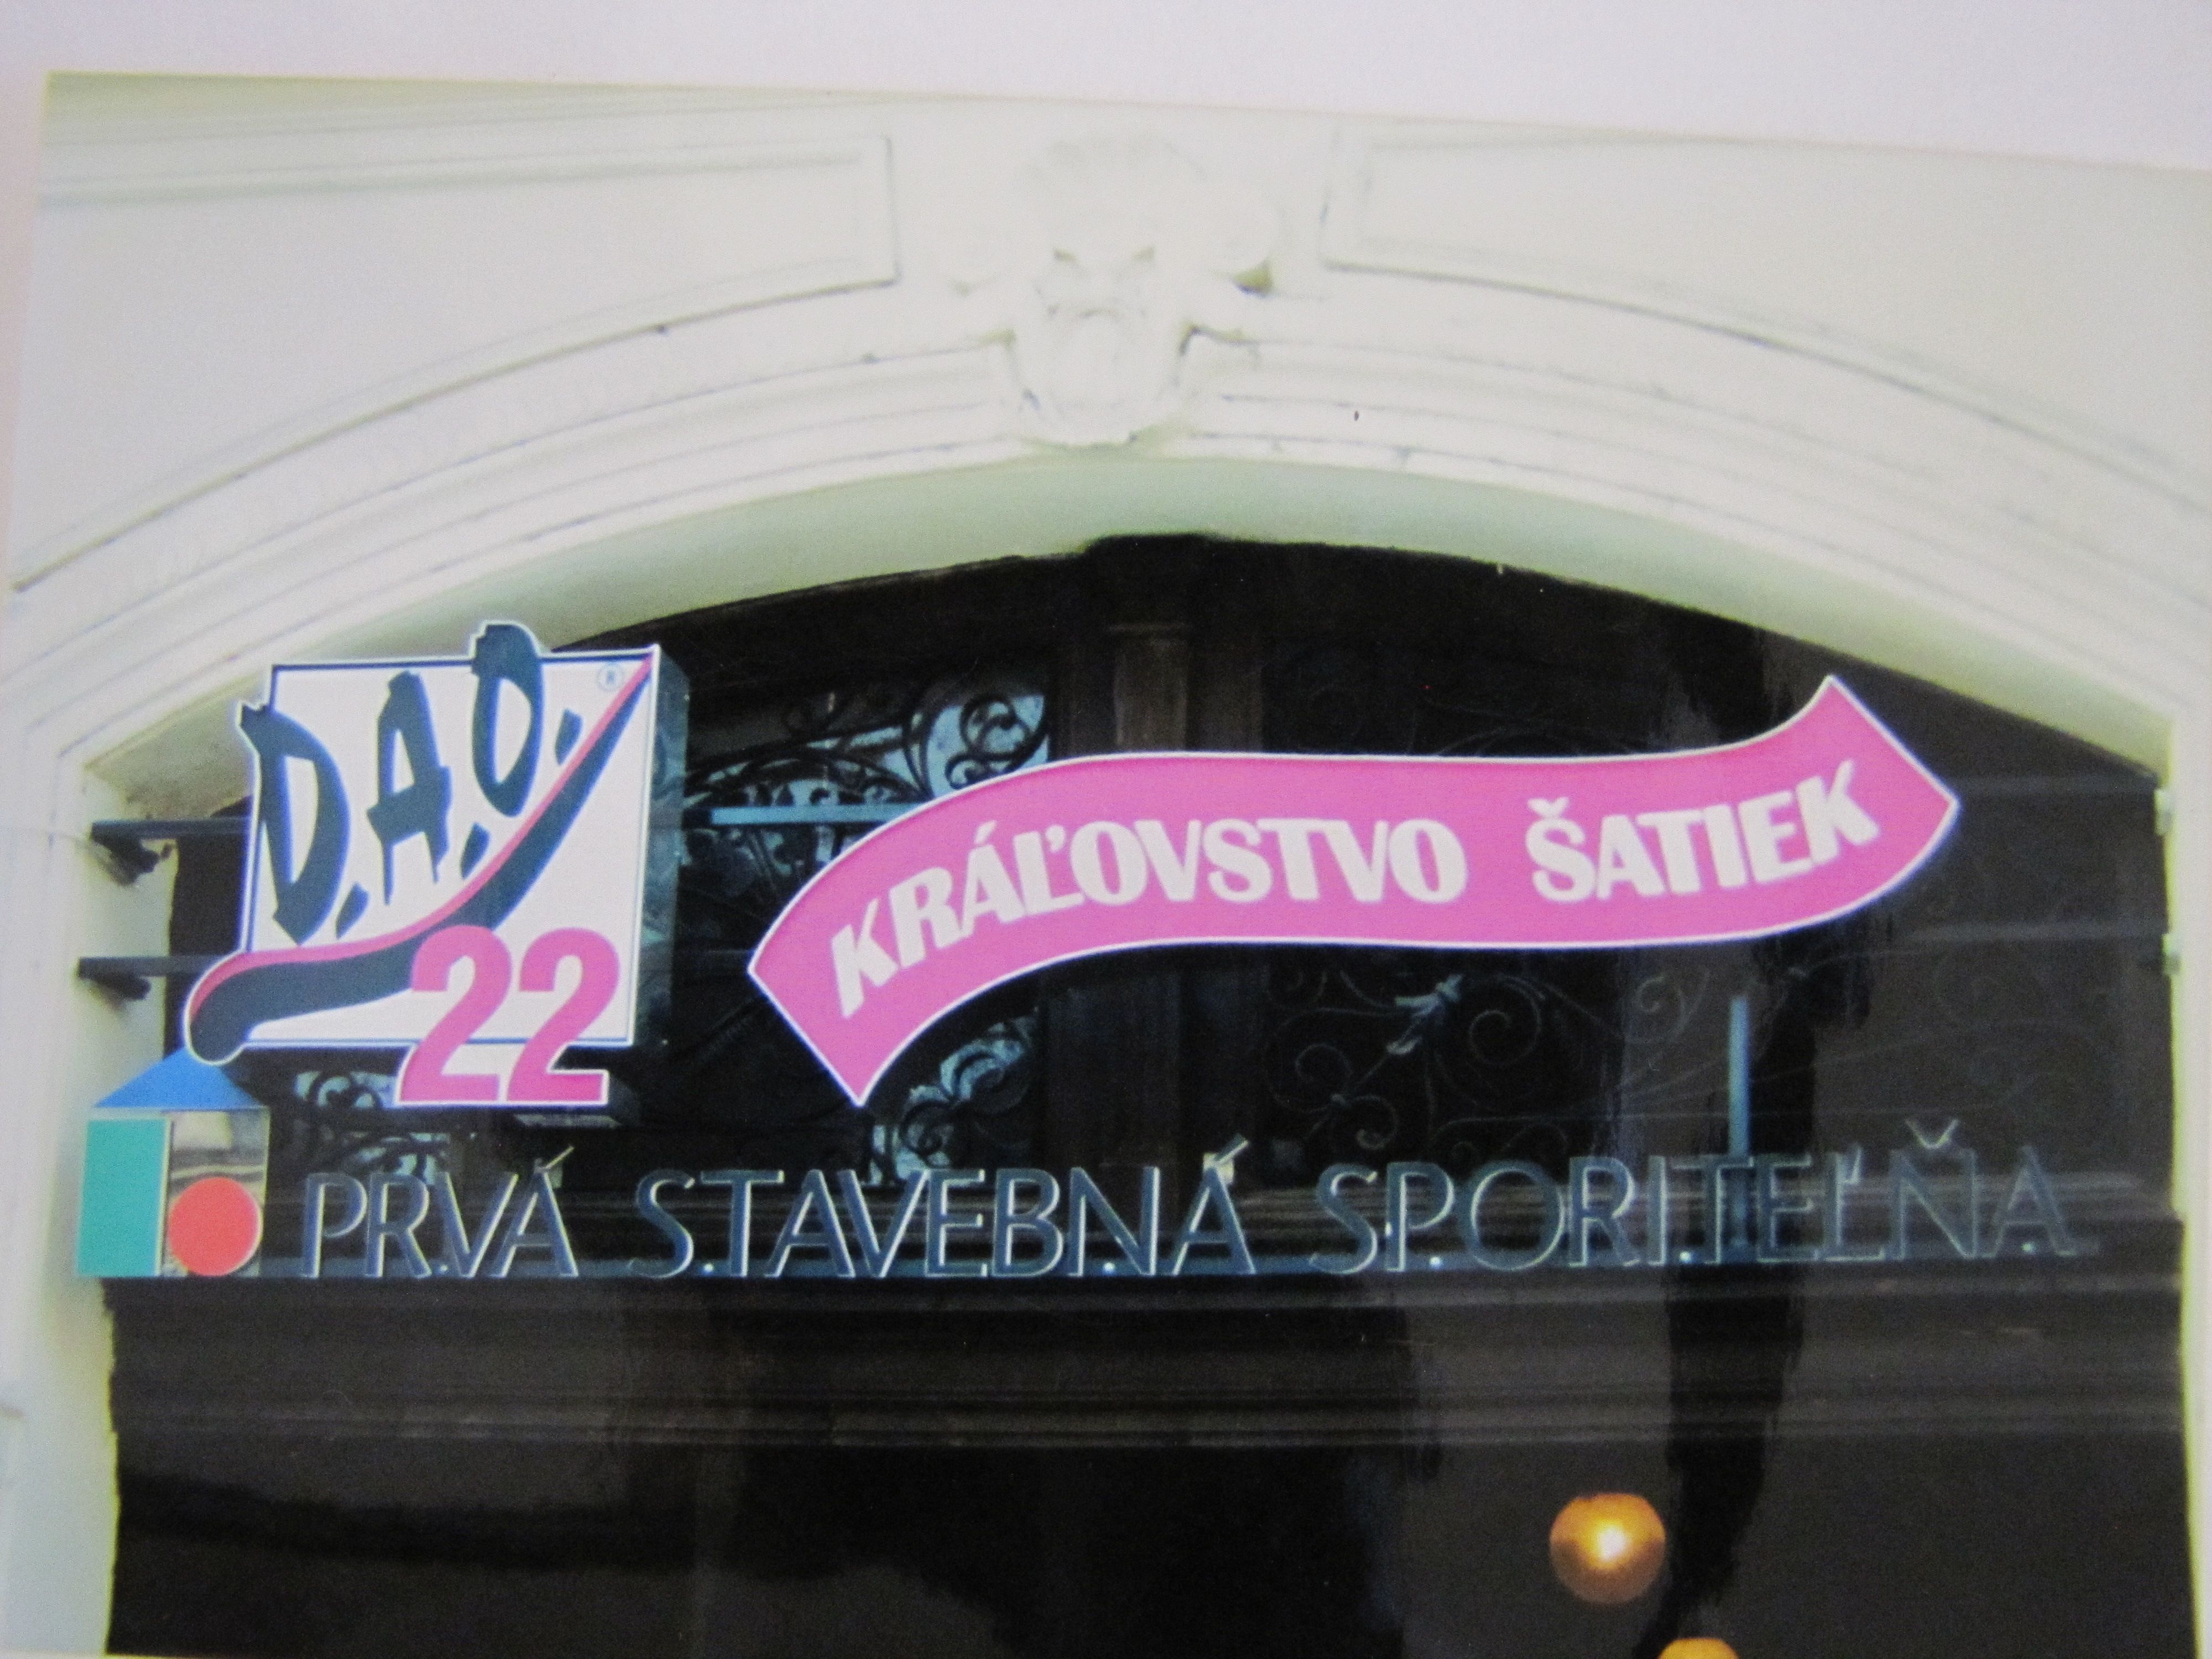 D.A.O.
®
22
KRÁĽOVSTVO ŠATIEK
PRVÁ STAVEBNÁ SPORITEĽŇA